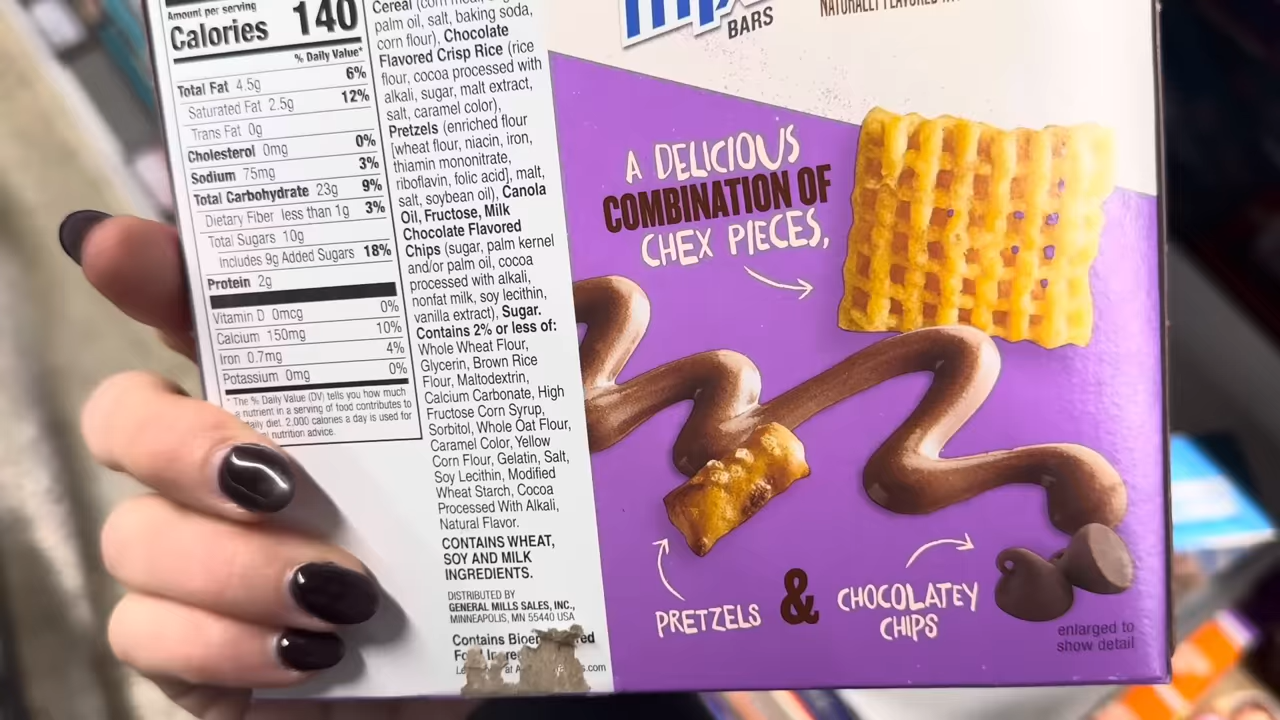 Amount per serving
Calories 140
% Daily Value*
Total Fat 4.5g 6%
Saturated Fat 2.5g 12%
Trans Fat 0g
Cholesterol 0mg 0%
Sodium 75mg 3%
Total Carbohydrate 23g 9%
Dietary Fiber less than 1g 3%
Total Sugars 10g
Includes 9g Added Sugars 18%
Protein 2g
Vitamin D 0mcg 0%
Calcium 150mg 10%
Iron 0.7mg 4%
Potassium 0mg 0%
* The % Daily Value (DV) tells you how much
a nutrient in a serving of food contributes to
daily diet. 2,000 calories a day is used for
nutrition advice.
Cereal (corn
palm oil, salt, baking soda,
corn flour), Chocolate
Flavored Crisp Rice (rice
flour, cocoa processed with
alkali, sugar, malt extract,
salt, caramel color),
Pretzels (enriched flour
[wheat flour, niacin, iron,
thiamin mononitrate,
riboflavin, folic acid], malt,
salt, soybean oil), Canola
Oil, Fructose, Milk
Chocolate Flavored
Chips (sugar, palm kernel
and/or palm oil, cocoa
processed with alkali,
nonfat milk, soy lecithin,
vanilla extract), Sugar.
Contains 2% or less of:
Whole Wheat Flour,
Glycerin, Brown Rice
Flour, Maltodextrin,
Calcium Carbonate, High
Fructose Corn Syrup,
Sorbitol, Whole Oat Flour,
Caramel Color, Yellow
Corn Flour, Gelatin, Salt,
Soy Lecithin, Modified
Wheat Starch, Cocoa
Processed With Alkali,
Natural Flavor.
CONTAINS WHEAT,
SOY AND MILK
INGREDIENTS.
DISTRIBUTED BY
GENERAL MILLS SALES, INC.,
MINNEAPOLIS, MN 55440 USA
Contains
BARS
NATURALLY FLAVORED
A DELICIOUS
COMBINATION OF
CHEX PIECES,
PRETZELS & CHOCOLATEY
CHIPS
enlarged to
show detail